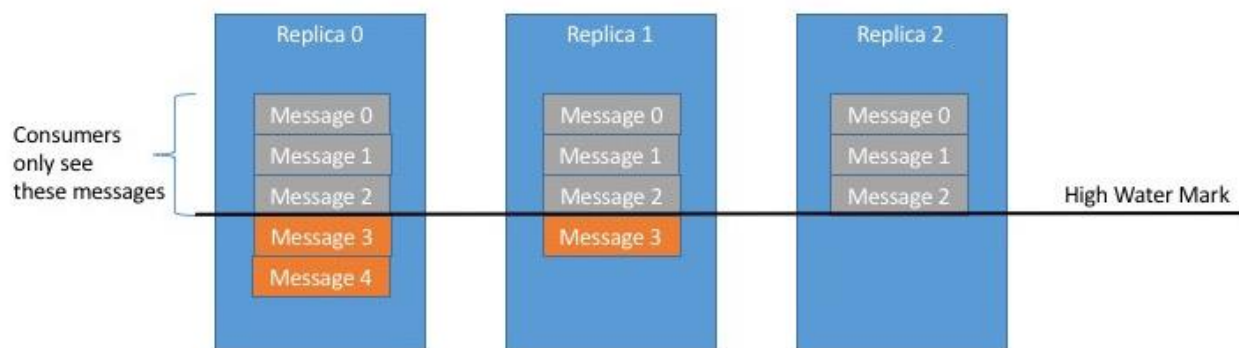 Replica 0
Replica 1
Replica 2
Consumers
only see
these messages
Message 0
Message 1
Message 2
Message 3
Message 4
Message 0
Message 1
Message 2
Message 3
Message 0
Message 1
Message 2
High Water Mark